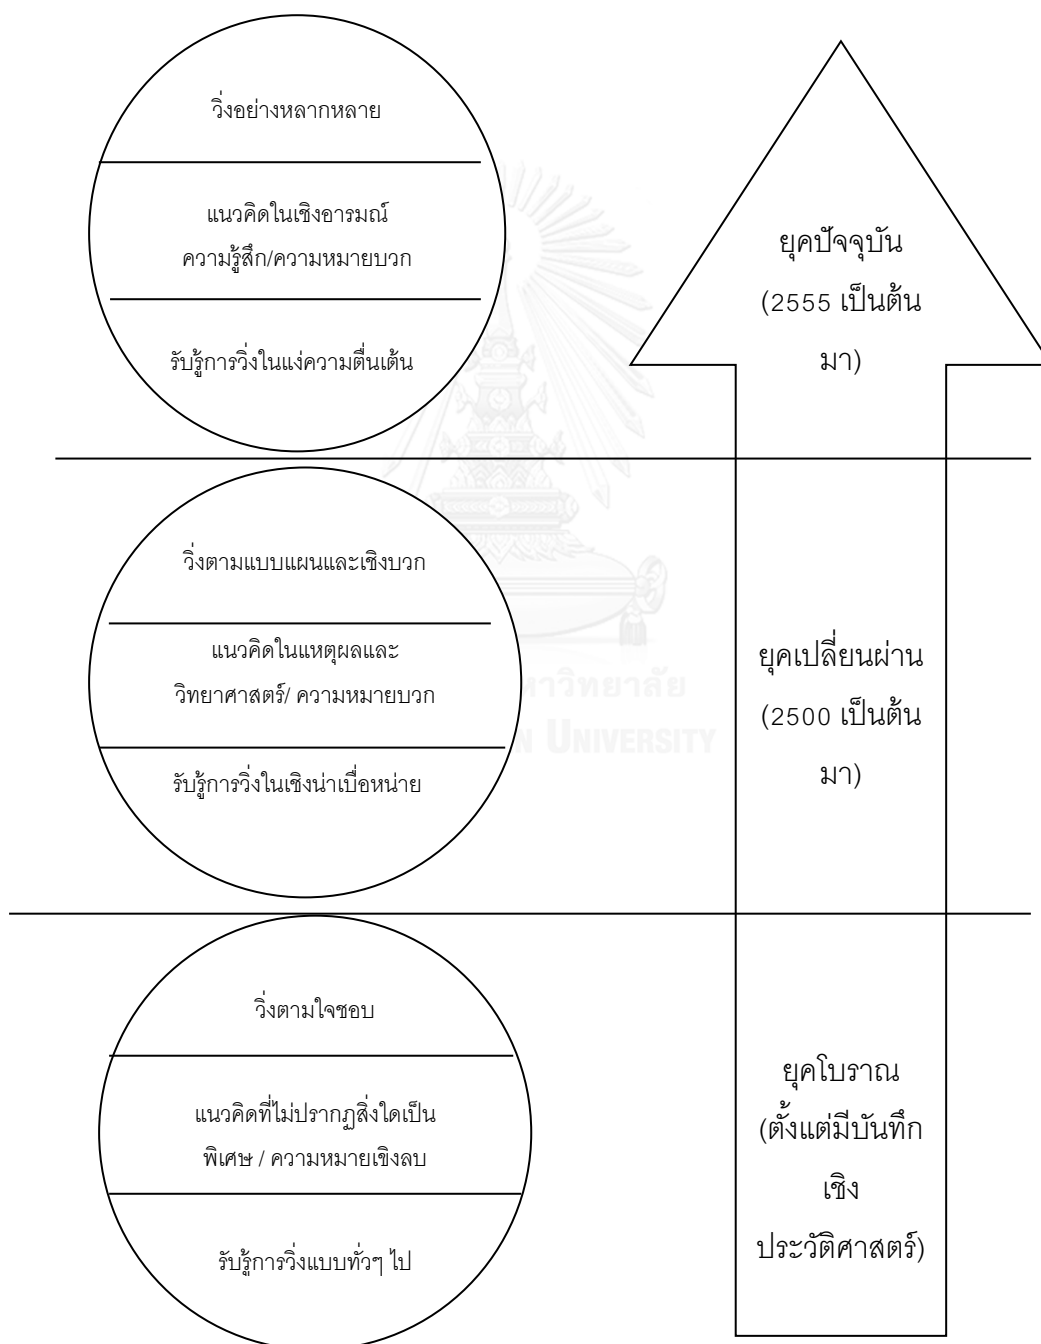 วิ่งอย่างหลากหลาย
แนวคิดในเชิงอารมณ์
ความรู้สึก/ความหมายบวก
รับรู้การวิ่งในแง่ความตื่นเต้น
ยุคปัจจุบัน
(2555 เป็นต้น
มา)
วิ่งตามแบบแผนและเชิงบวก
แนวคิดในแหตุผลและ
วิทยาศาสตร์/ ความหมายบวก
รับรู้การวิ่งในเชิงน่าเบื่อหน่าย
ยุคเปลี่ยนผ่าน
(2500 เป็นต้น
มา)
าวิทยาลัย
N UNIVERSITY
วิ่งตามใจชอบ
แนวคิดที่ไม่ปรากฏสิ่งใดเป็น
พิเศษ / ความหมายเชิงลบ
รับรู้การวิ่งแบบทั่วๆ ไป
ยุคโบราณ
(ตั้งแต่มีบันทึก
เชิง
ประวัติศาสตร์)